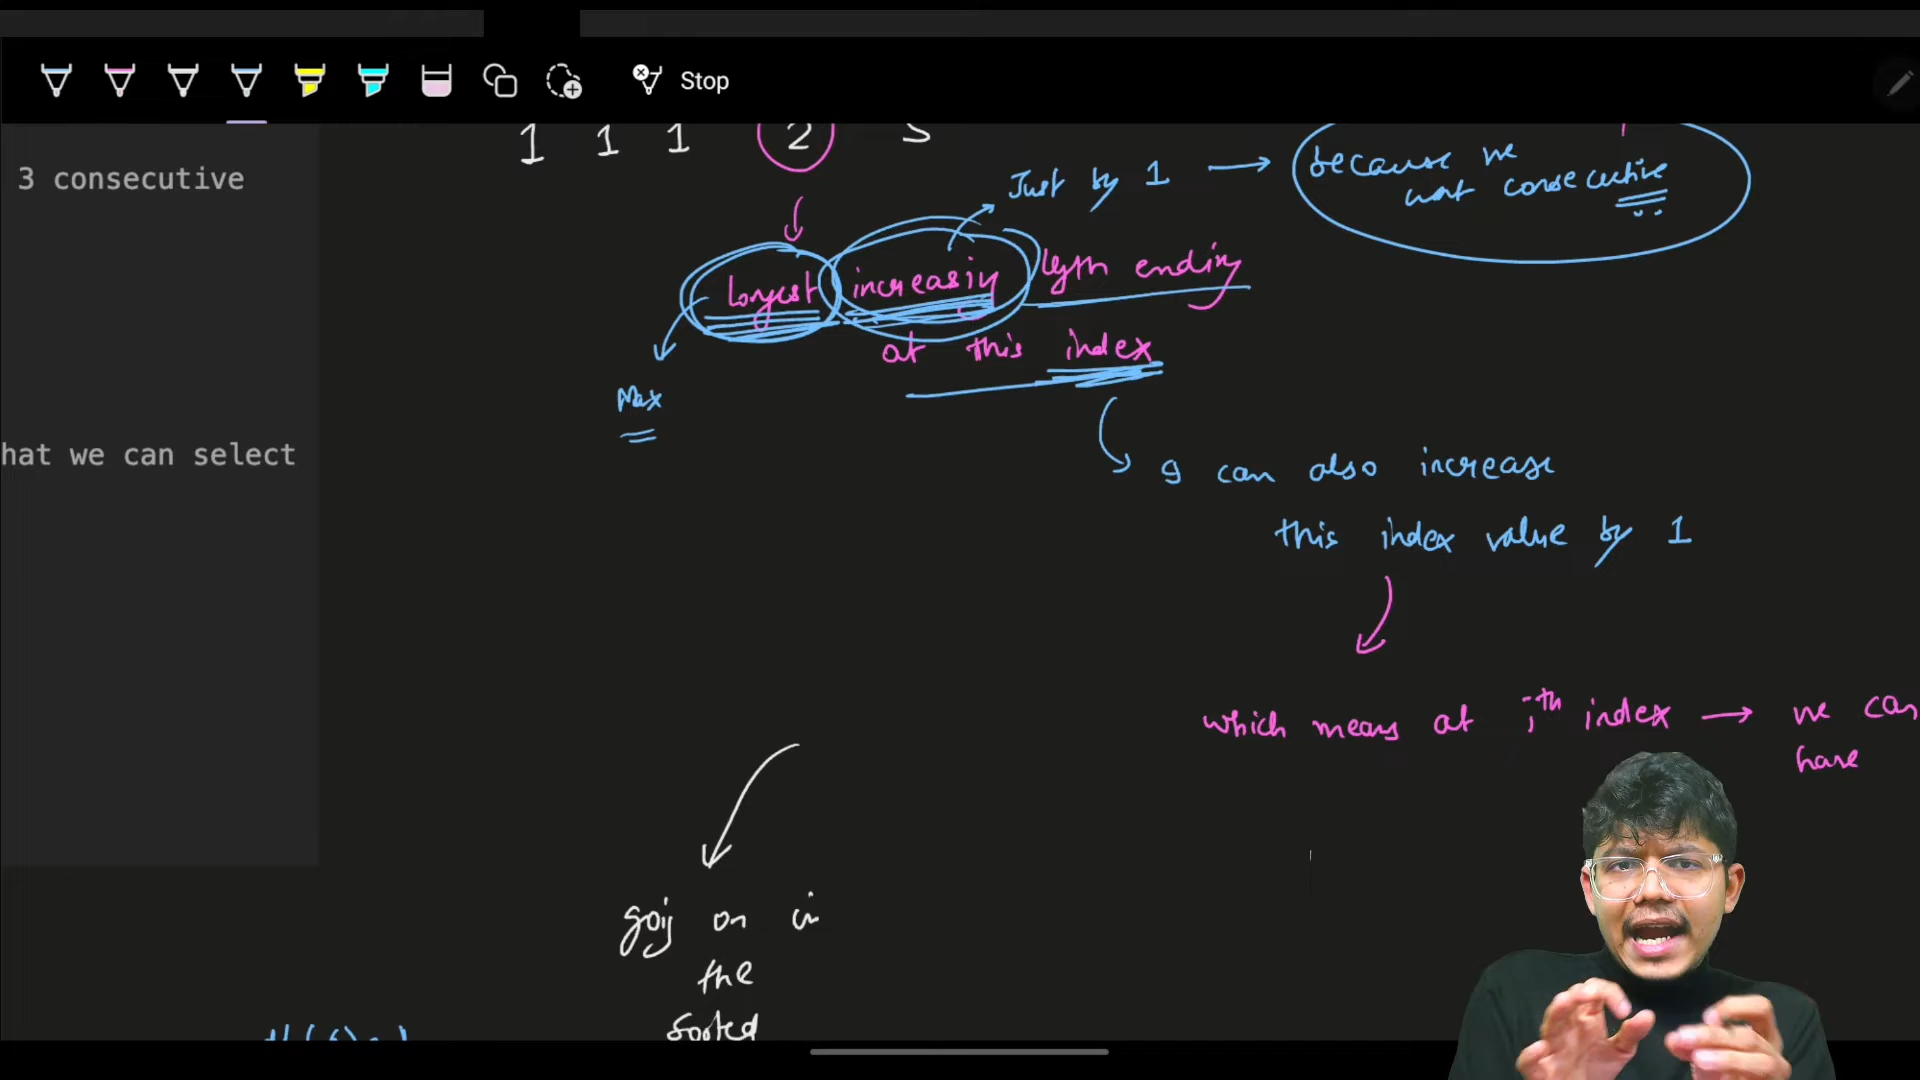 Stop
3 consecutive
1 1 1 2
Just by 1 → because we
want consecutive
longest increasing length ending
at this index
Max
hat we can select
I can also increase
this index value by 1
which means at ith index → we can
have
going on in
the
sorted